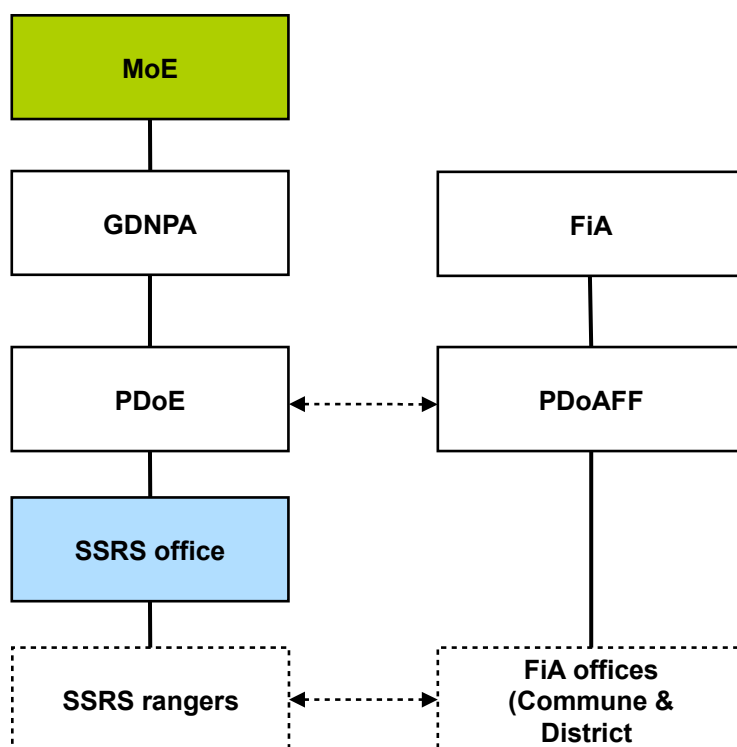 MoE
GDNPA
FiA
PDoE
PDoAFF
SSRS office
SSRS rangers
FiA offices
(Commune &
District